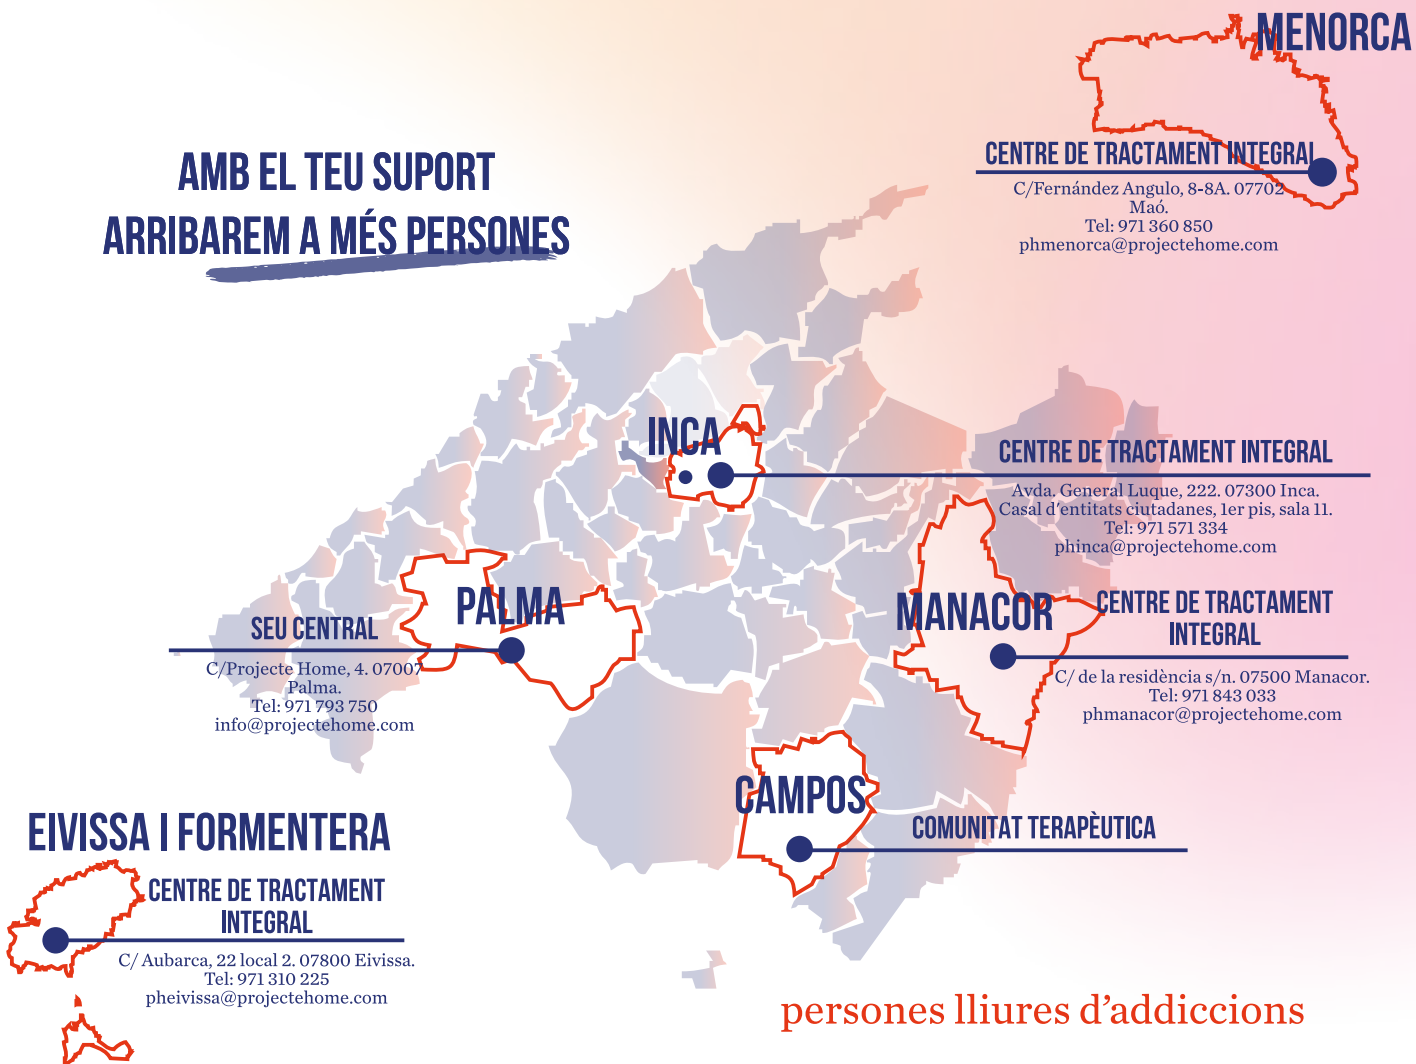 MENORCA
CENTRE DE TRACTAMENT INTEGRAL
C/Fernández Angulo, 8-8A. 07702
Maó.
Tel: 971 360 850
phmenorca@projectehome.com
AMB EL TEU SUPORT
ARRIBAREM A MÉS PERSONES
INCA
CENTRE DE TRACTAMENT INTEGRAL
Avda. General Luque, 222. 07300 Inca.
Casal d'entitats ciutadanes, 1er pis, sala 11.
Tel: 971 571 334
phinca@projectehome.com
PALMA
SEU CENTRAL
C/Projecte Home, 4. 07007
Palma.
Tel: 971 793 750
info@projectehome.com
MANACOR
CENTRE DE TRACTAMENT
INTEGRAL
C/ de la residència s/n. 07500 Manacor.
Tel: 971 843 033
phmanacor@projectehome.com
CAMPOS
COMUNITAT TERAPÈUTICA
EIVISSA I FORMENTERA
CENTRE DE TRACTAMENT
INTEGRAL
C/ Aubarca, 22 local 2. 07800 Eivissa.
Tel: 971 310 225
pheivissa@projectehome.com
persones lliures d’addiccions